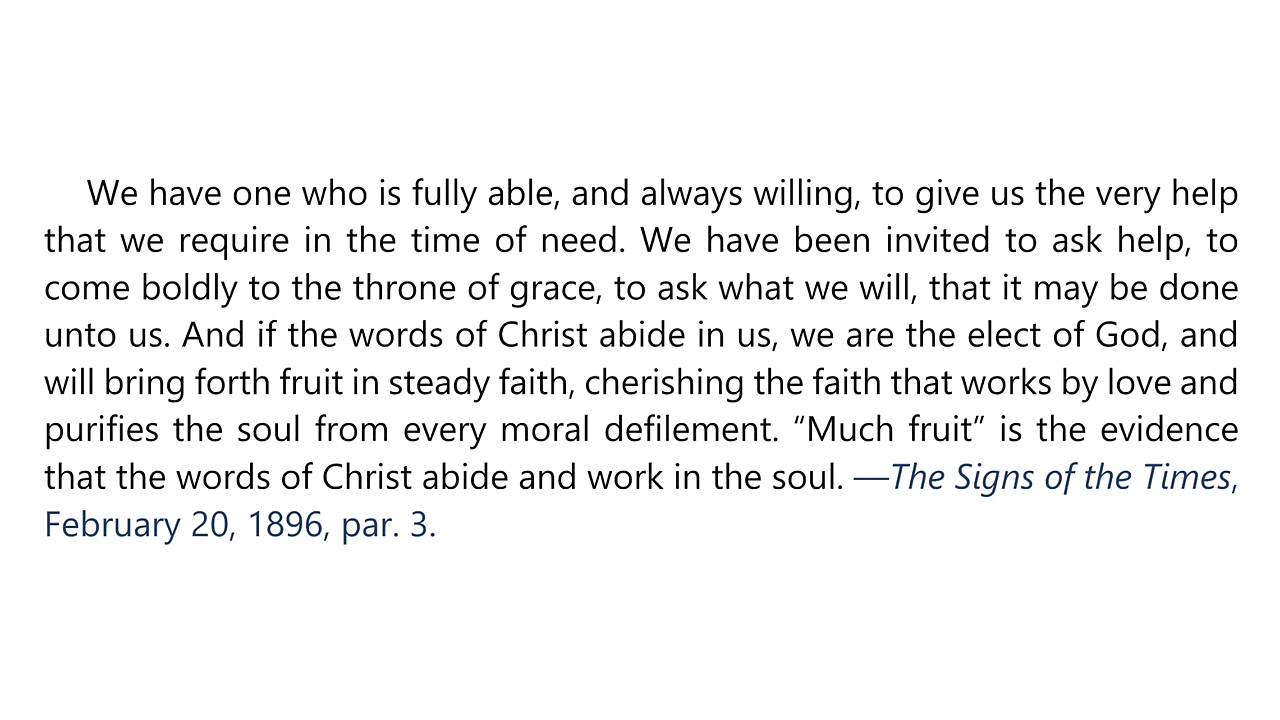 We have one who is fully able, and always willing, to give us the very help
that we require in the time of need. We have been invited to ask help, to
come boldly to the throne of grace, to ask what we will, that it may be done
unto us. And if the words of Christ abide in us, we are the elect of God, and
will bring forth fruit in steady faith, cherishing the faith that works by love and
purifies the soul from every moral defilement. “Much fruit” is the evidence
that the words of Christ abide and work in the soul. —The Signs of the Times,
February 20, 1896, par. 3.